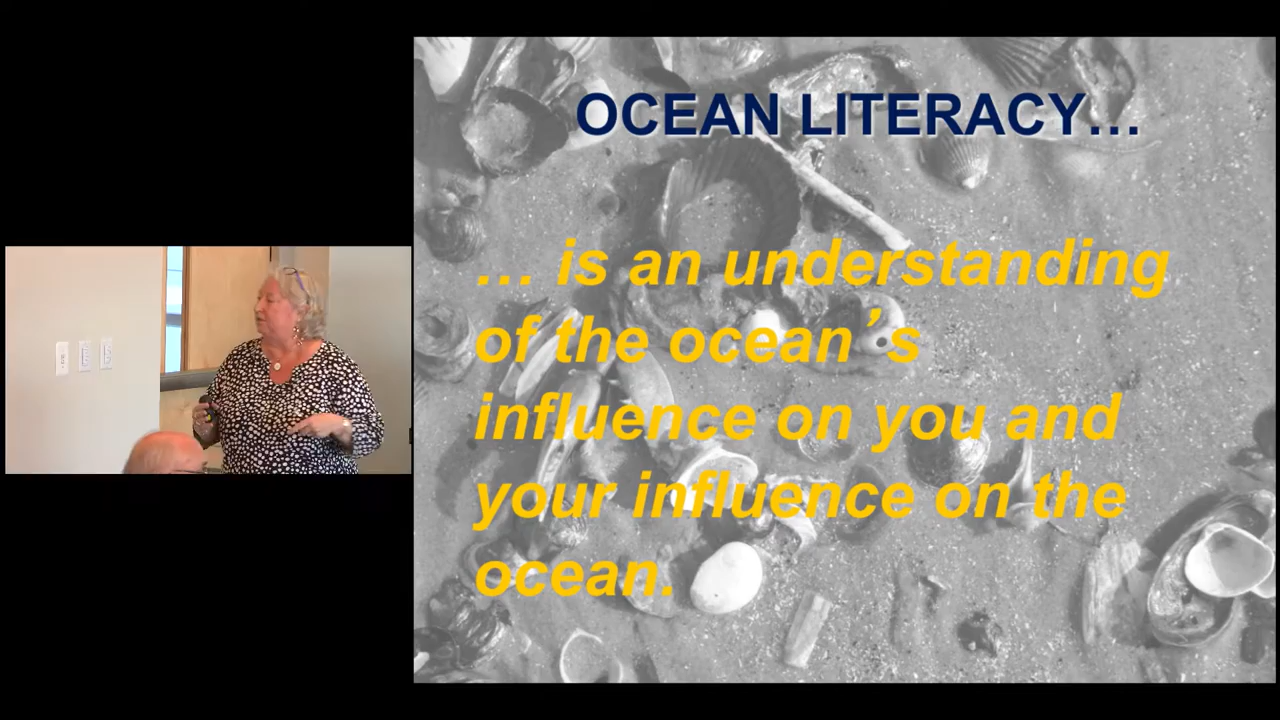 OCEAN LITERACY…
… is an understanding
of the ocean’s
influence on you and
your influence on the
ocean.